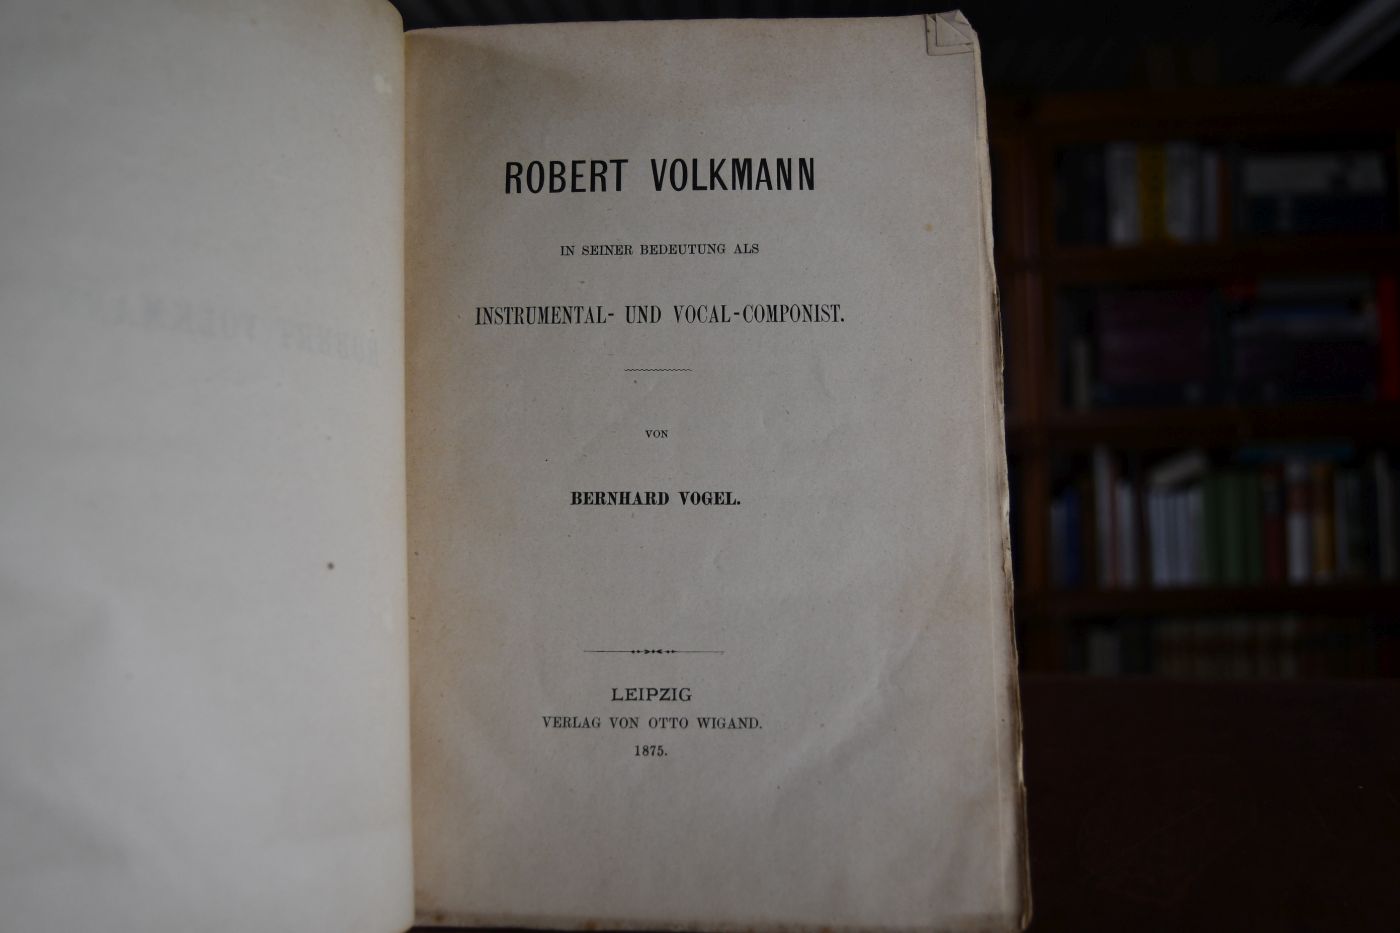 ROBERT VOLKMANN
IN SEINER BEDEUTUNG ALS
INSTRUMENTAL- UND VOCAL-COMPONIST.
VON
BERNHARD VOGEL.
LEIPZIG
VERLAG VON OTTO WIGAND.
1875.